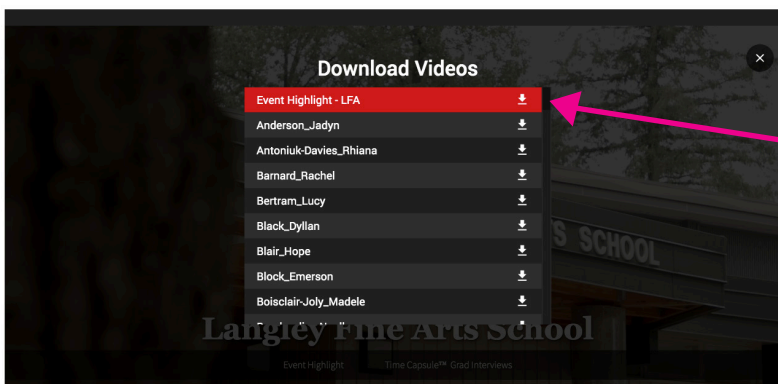 Download Videos
Event Highlight - LFA
Anderson_Jadyn
Antoniuk-Davies_Rhiana
Barnard_Rachel
Bertram_Lucy
Black_Dyllan
Blair_Hope
Block_Emerson
Boisclair-Joly_Madele
S SCHOOL
Langley Fine Arts School
Event Highlight Time Capsule™ Grad Interviews